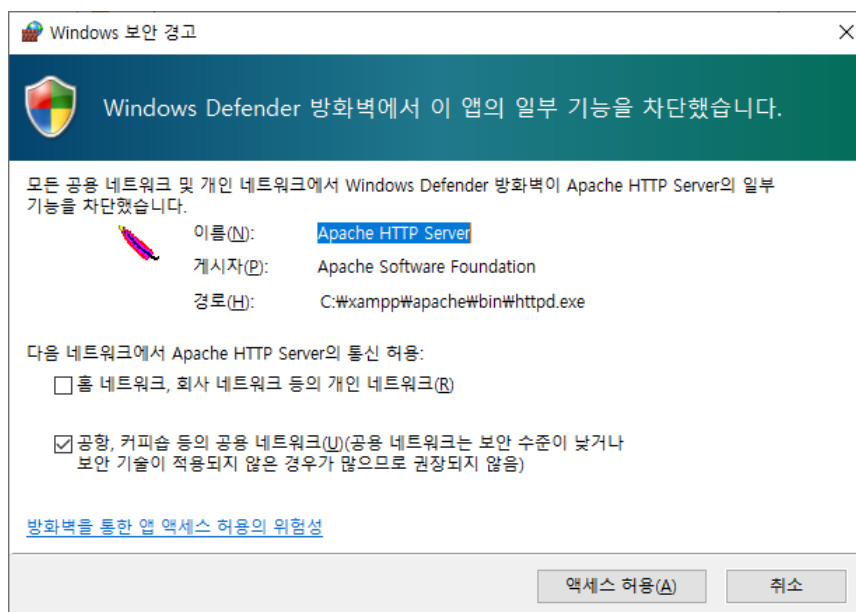 Windows 보안 경고
Windows Defender 방화벽에서 이 앱의 일부 기능을 차단했습니다.
모든 공용 네트워크 및 개인 네트워크에서 Windows Defender 방화벽이 Apache HTTP Server의 일부
기능을 차단했습니다.
이름(N): Apache HTTP Server
게시자(P): Apache Software Foundation
경로(H): C:₩xampp₩apache₩bin₩httpd.exe
다음 네트워크에서 Apache HTTP Server의 통신 허용:
홈 네트워크, 회사 네트워크 등의 개인 네트워크(R)
공항, 커피숍 등의 공용 네트워크(U)(공용 네트워크는 보안 수준이 낮거나
보안 기술이 적용되지 않은 경우가 많으므로 권장되지 않음)
방화벽을 통한 앱 액세스 허용의 위험성
액세스 허용(A) 취소